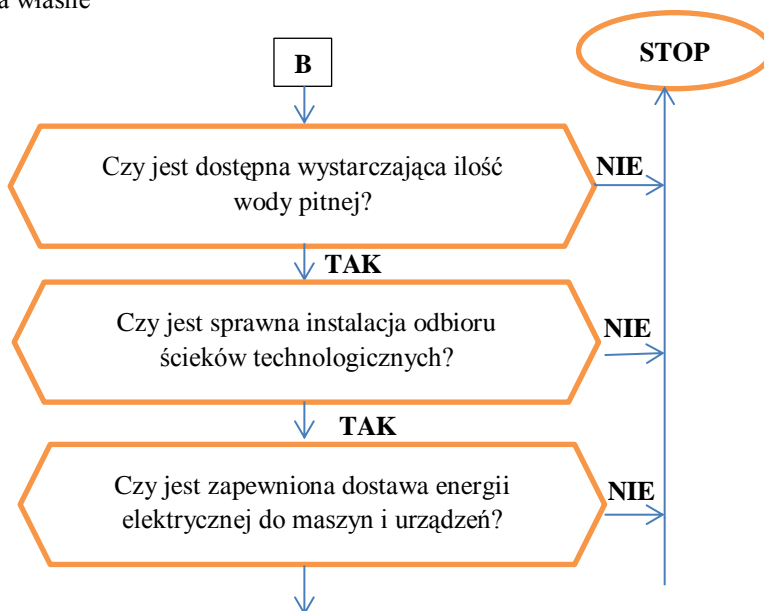 a własne
B
STOP
Czy jest dostępna wystarczająca ilość
wody pitnej?
NIE
TAK
Czy jest sprawna instalacja odbioru
ścieków technologicznych?
NIE
TAK
Czy jest zapewniona dostawa energii
elektrycznej do maszyn i urządzeń?
NIE